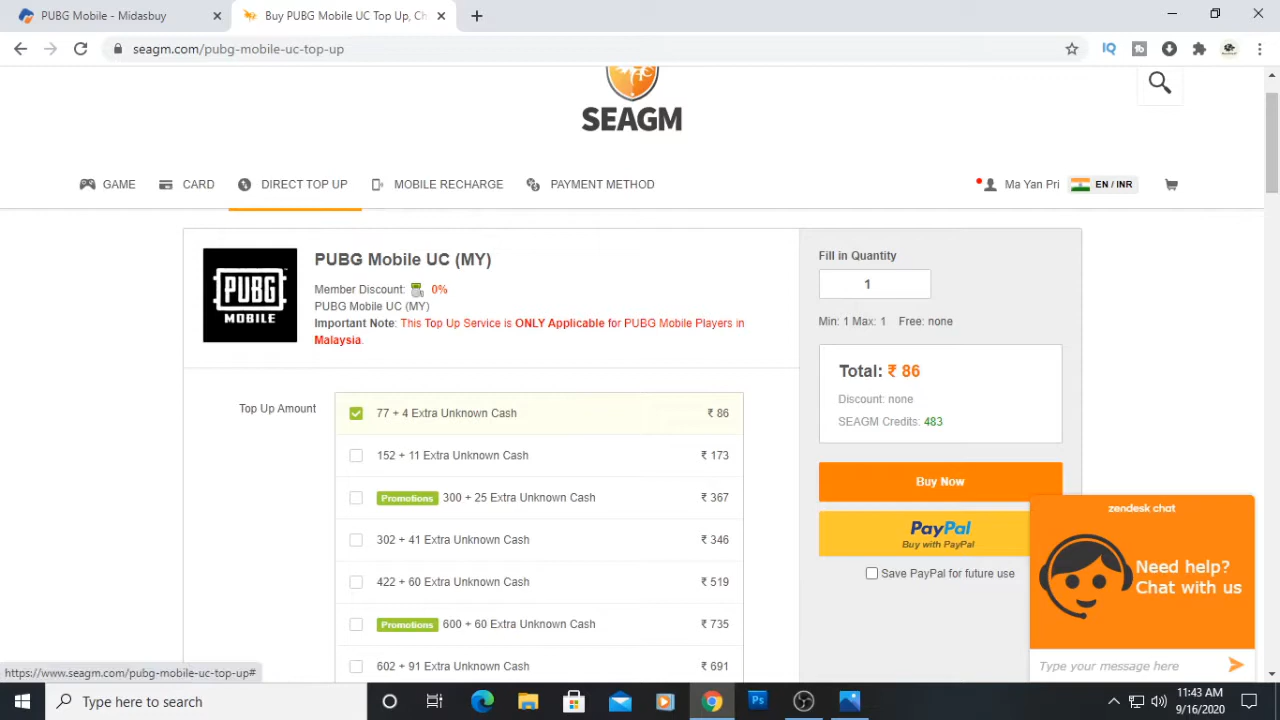 PUBG Mobile - Midasbuy
Buy PUBG Mobile UC Top Up, Ch
seagm.com/pubg-mobile-uc-top-up
SEAGM
GAME
CARD
DIRECT TOP UP
MOBILE RECHARGE
PAYMENT METHOD
Ma Yan Pri
EN / INR
PUBG MOBILE
PUBG Mobile UC (MY)
Member Discount: 0%
PUBG Mobile UC (MY)
Important Note: This Top Up Service is ONLY Applicable for PUBG Mobile Players in
Malaysia.
Fill in Quantity
1
Min: 1 Max: 1 Free: none
Total: ₹ 86
Discount: none
SEAGM Credits: 483
Buy Now
PayPal
Buy with PayPal
Save PayPal for future use
Top Up Amount
77 + 4 Extra Unknown Cash ₹ 86
152 + 11 Extra Unknown Cash ₹ 173
Promotions 300 + 25 Extra Unknown Cash ₹ 367
302 + 41 Extra Unknown Cash ₹ 346
422 + 60 Extra Unknown Cash ₹ 519
Promotions 600 + 60 Extra Unknown Cash ₹ 735
602 + 91 Extra Unknown Cash ₹ 691
zendesk chat
Need help?
Chat with us
Type your message here
https://www.seagm.com/pubg-mobile-uc-top-up#
Type here to search
Ps
11:43 AM
9/16/2020